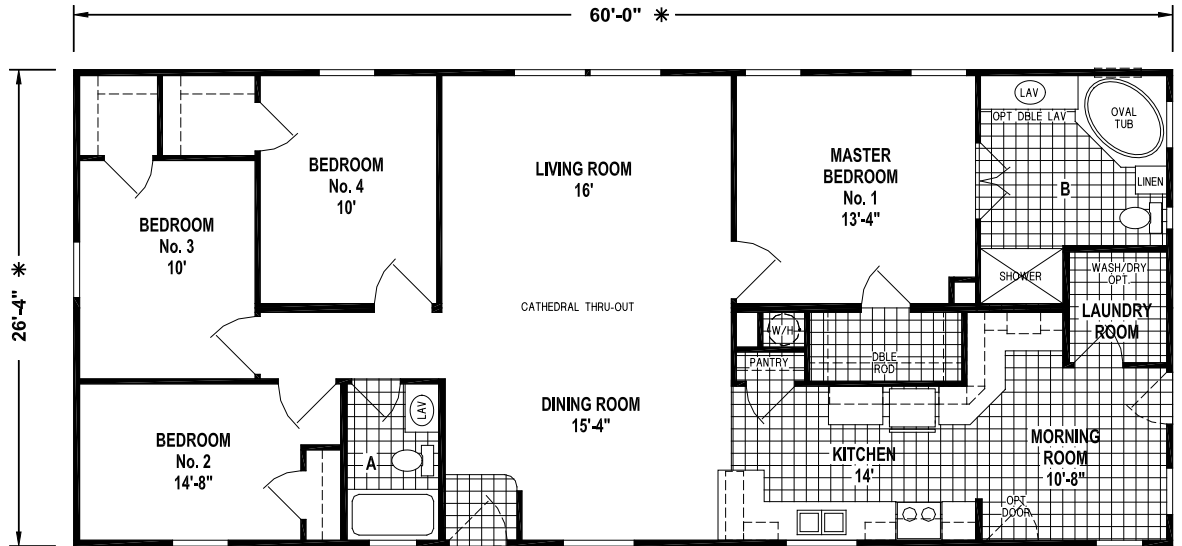 60'-0" *
26'-4" *
LAV
OPT DBLE LAV
OVAL
TUB
BEDROOM
No. 4
10'
LIVING ROOM
16'
MASTER
BEDROOM
No. 1
13'-4"
B
LINEN
BEDROOM
No. 3
10'
SHOWER
WASH/DRY
OPT.
CATHEDRAL THRU-OUT
LAUNDRY
ROOM
W/H
PANTRY
DBLE
ROD
DINING ROOM
15'-4"
LAV
BEDROOM
No. 2
14'-8"
A
KITCHEN
14'
MORNING
ROOM
10'-8"
OPT
DOOR